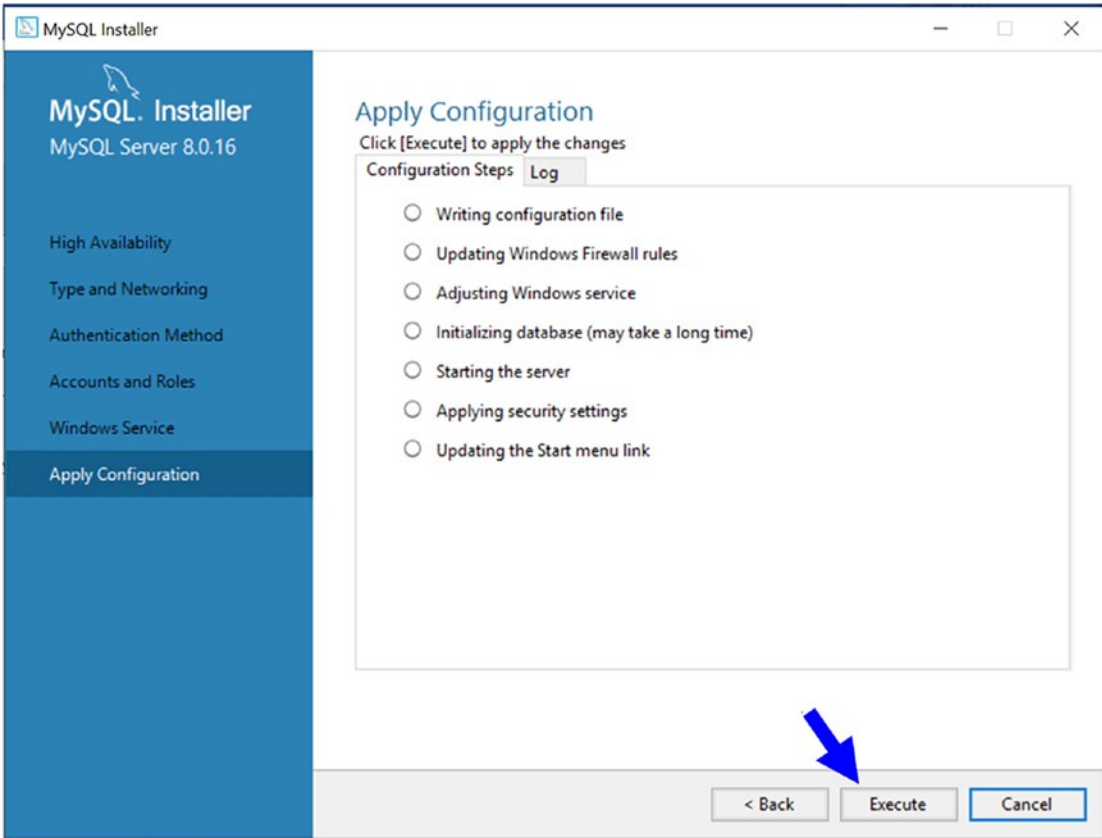 MySQL Installer
MySQL. Installer
MySQL Server 8.0.16
High Availability
Type and Networking
Authentication Method
Accounts and Roles
Windows Service
Apply Configuration
Apply Configuration
Click [Execute] to apply the changes
Configuration Steps Log
Writing configuration file
Updating Windows Firewall rules
Adjusting Windows service
Initializing database (may take a long time)
Starting the server
Applying security settings
Updating the Start menu link
< Back Execute Cancel